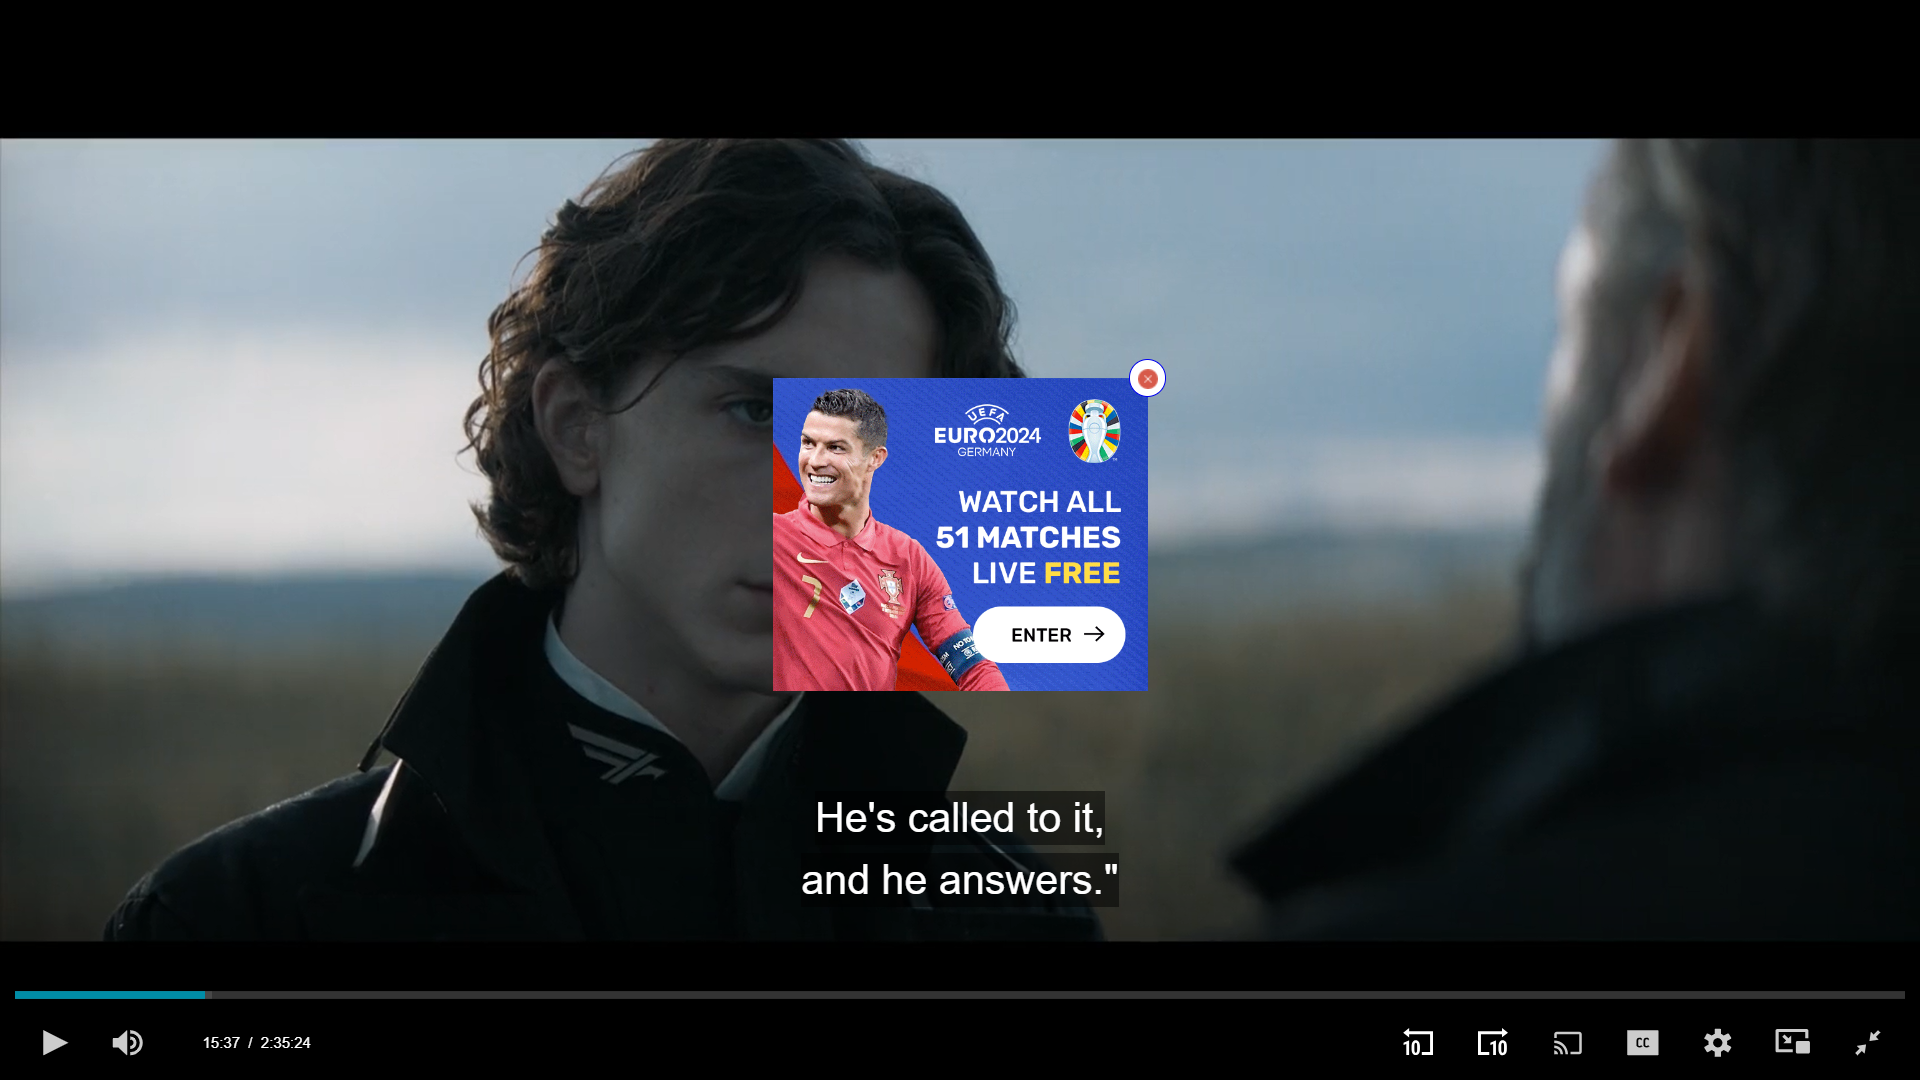 UEFA
EURO2024
GERMANY
WATCH ALL
51 MATCHES
LIVE FREE
ENTER
7
He's called to it,
and he answers."
15:37 / 2:35:24
10
10
CC